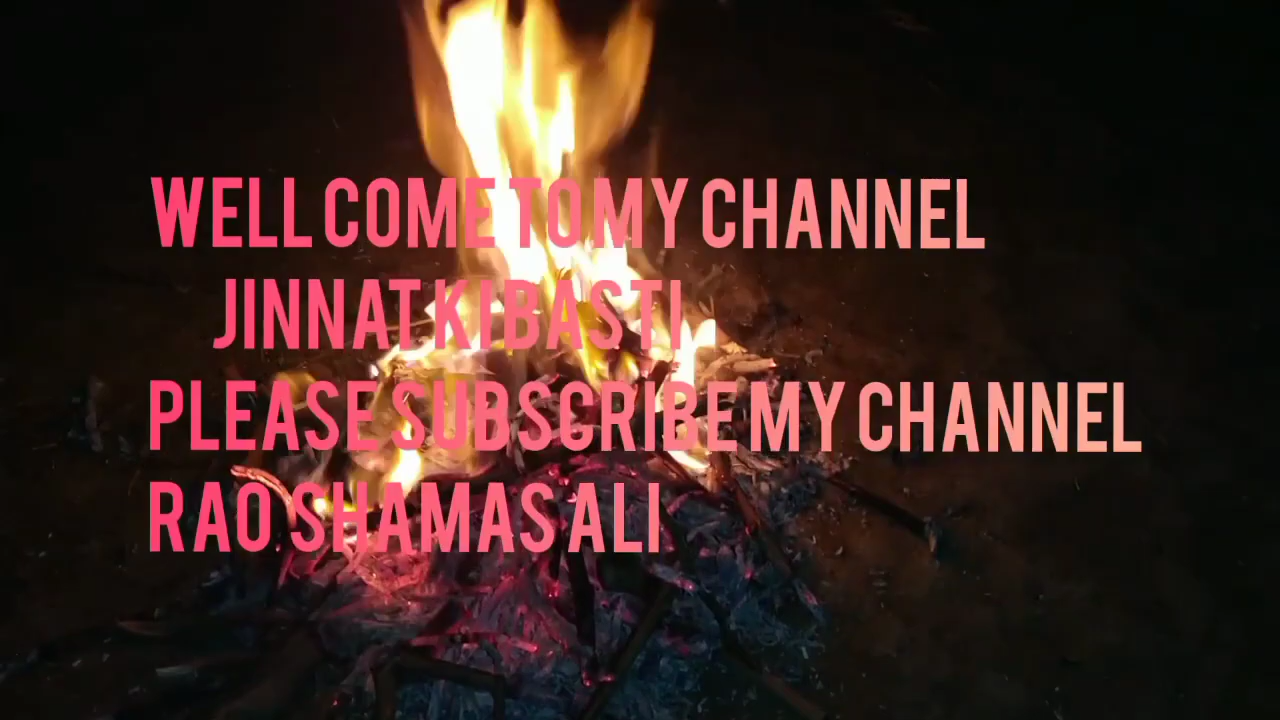 WELL COME TO MY CHANNEL
JINNAT KI BASTI
PLEASE SUBSCRIBE MY CHANNEL
RAO SHAMAS ALI